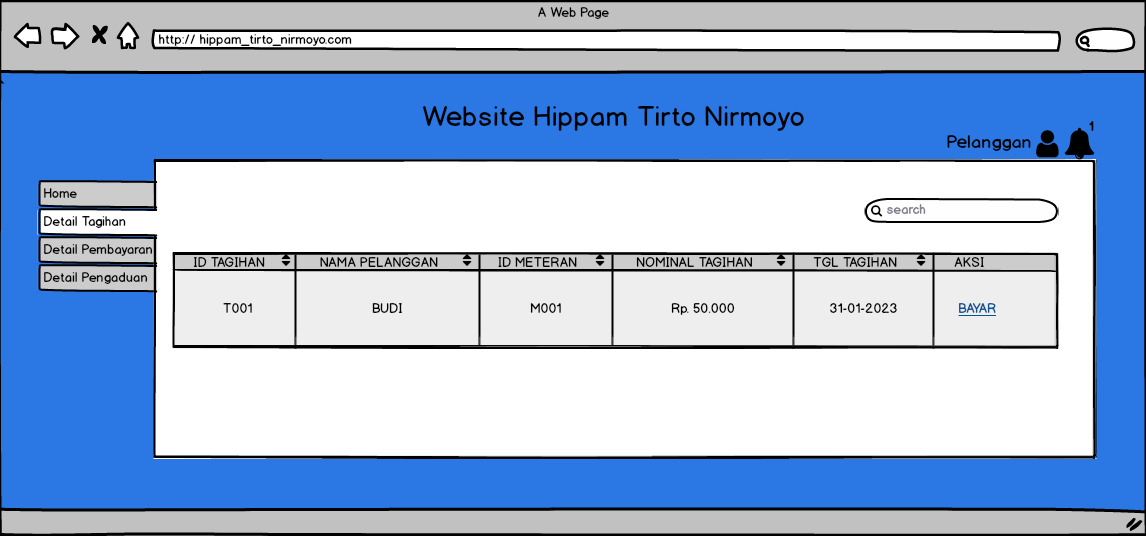 A Web Page
http:// hippam_tirto_nirmoyo.com
Website Hippam Tirto Nirmoyo
Pelanggan 1
Home
Detail Tagihan
Detail Pembayaran
Detail Pengaduan
search
ID TAGIHAN NAMA PELANGGAN ID METERAN NOMINAL TAGIHAN TGL TAGIHAN AKSI
T001 BUDI M001 Rp. 50.000 31-01-2023 BAYAR